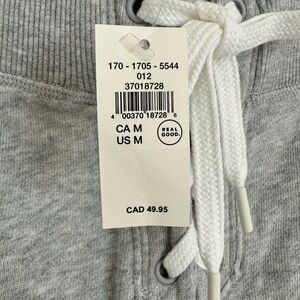 170 - 1705 - 5544
012
37018728
4 00370 18728 6
CA M
US M
REAL
GOOD.
CAD 49.95